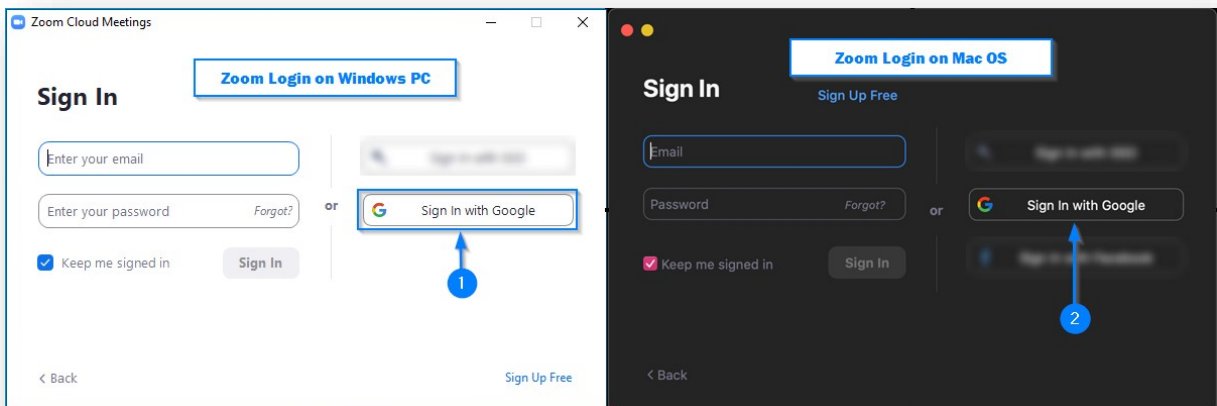 Zoom Cloud Meetings
Zoom Login on Windows PC
Sign In
Enter your email
Enter your password Forgot?
or
Sign In with Google
Keep me signed in
Sign In
1
< Back
Sign Up Free
Zoom Login on Mac OS
Sign In
Sign Up Free
Email
Password Forgot?
or
Sign In with Google
Keep me signed in
Sign In
2
< Back